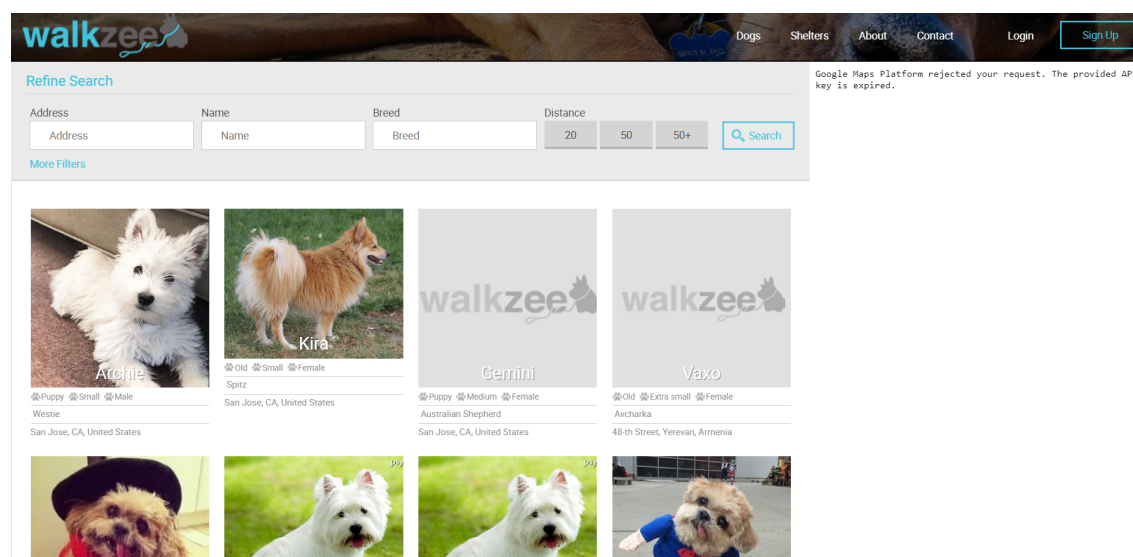 walkzee
Dogs Shelters About Contact Login Sign Up
Refine Search
Google Maps Platform rejected your request. The provided AP
key is expired.
Address Name Breed Distance
Address Name Breed 20 50 50+ Search
More Filters
walkzee walkzee
Archie Kira Gemini Vaxo
Puppy Small Male
Westie
San Jose, CA, United States
Old Small Female
Spitz
San Jose, CA, United States
Puppy Medium Female
Australian Shepherd
San Jose, CA, United States
Old Extra small Female
Avcharka
48-th Street, Yerevan, Armenia